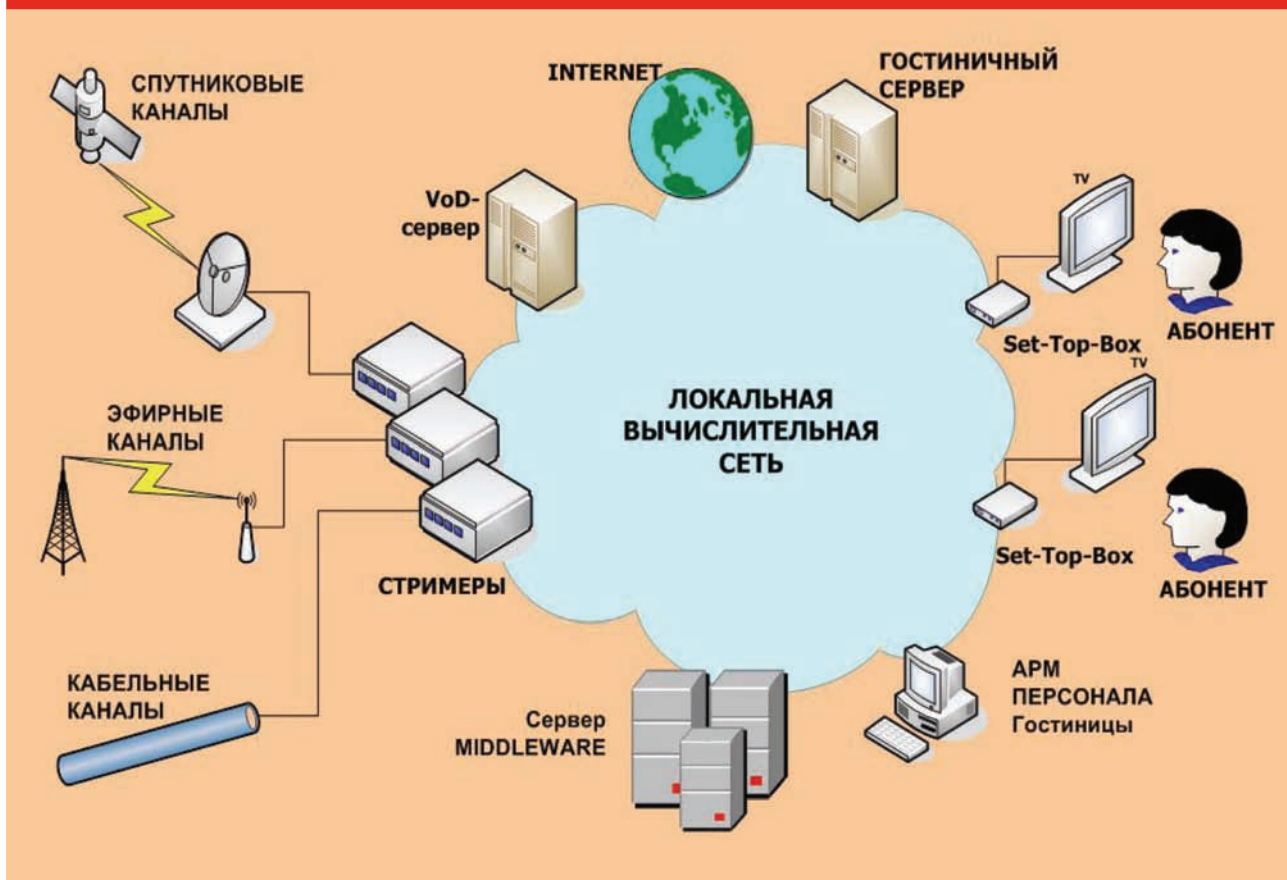 СПУТНИКОВЫЕ
КАНАЛЫ
INTERNET
ГОСТИНИЧНЫЙ
СЕРВЕР
VoD-
сервер
TV
Set-Top-Box
АБОНЕНТ
TV
ЭФИРНЫЕ
КАНАЛЫ
ЛОКАЛЬНАЯ
ВЫЧИСЛИТЕЛЬНАЯ
СЕТЬ
Set-Top-Box
АБОНЕНТ
СТРИМЕРЫ
КАБЕЛЬНЫЕ
КАНАЛЫ
Сервер
MIDDLEWARE
АРМ
ПЕРСОНАЛА
Гостиницы